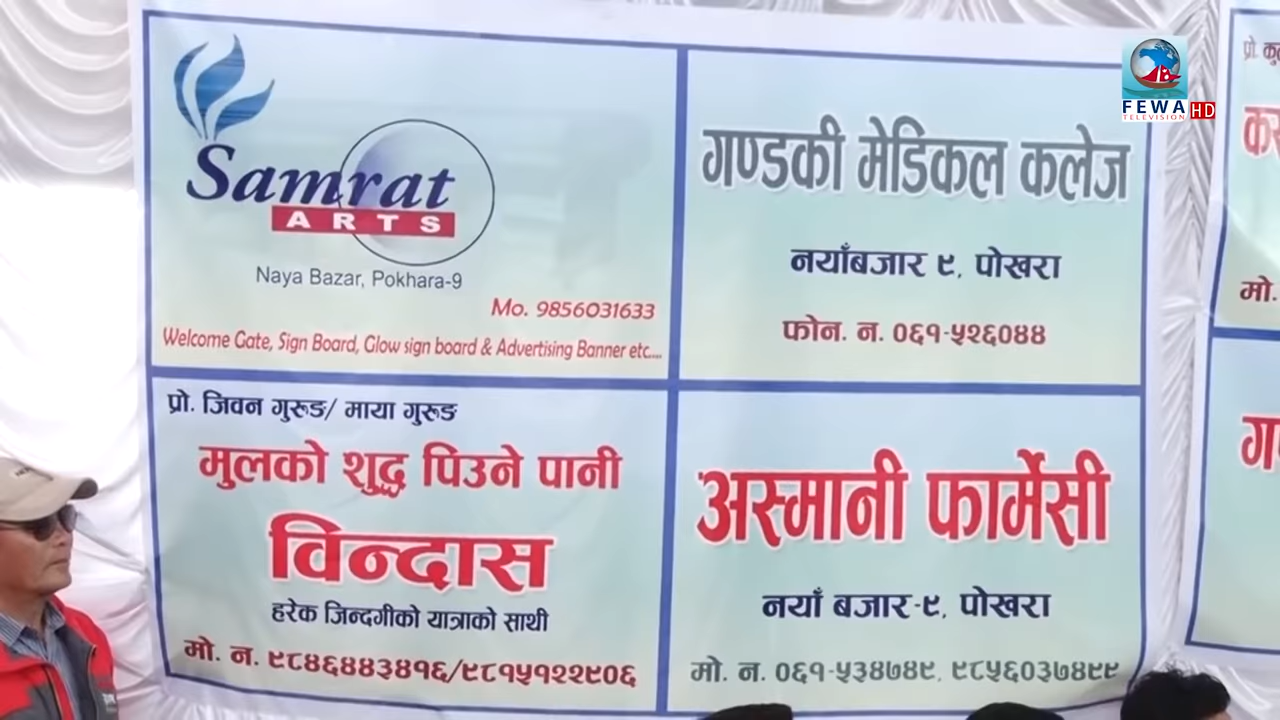 Samrat
ARTS
Naya Bazar, Pokhara-9
Mo. 9856031633
Welcome Gate, Sign Board, Glow sign board & Advertising Banner etc....
गण्डकी मेडिकल कलेज
नयाँबजार ९, पोखरा
फोन. न. ०६१-५२६०४४
प्रो. जिवन गुरुङ/ माया गुरुङ
मुलको शुद्ध पिउने पानी
विन्दास
हरेक जिन्दगीको यात्राको साथी
मो. न. ९८४६४४३४१६/९८१५१२२९०६
अस्मानी फार्मेसी
नयाँ बजार-९, पोखरा
मो. न. ०६१-५३४७४९, ९८५६०३७४९९
FEWA HD
TELEVISION
प्रो.
मो.